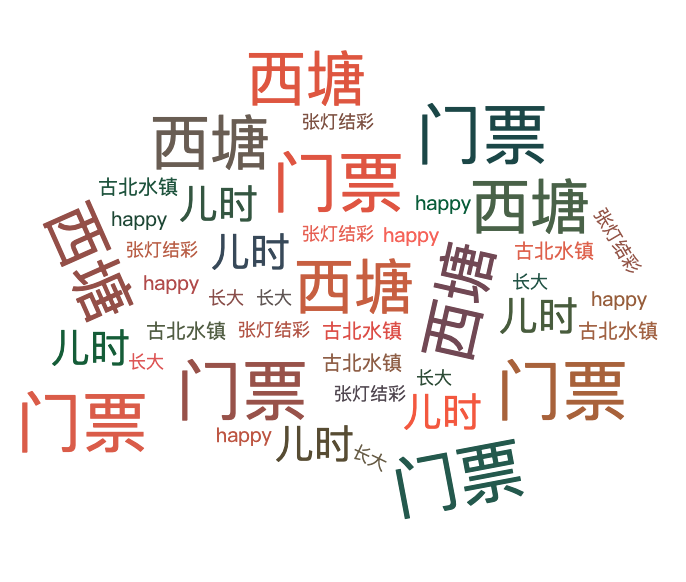 西塘
张灯结彩
门票
西塘
门票
古北水镇
儿时
happy
西塘
happy
西塘
张灯结彩
张灯结彩
happy
儿时
张灯结彩
古北水镇
西塘
happy
长大
长大
西塘
长大
儿时
happy
儿时
长大
古北水镇
张灯结彩
古北水镇
古北水镇
古北水镇
门票
门票
张灯结彩
长大
儿时
门票
happy
儿时
长大
门票